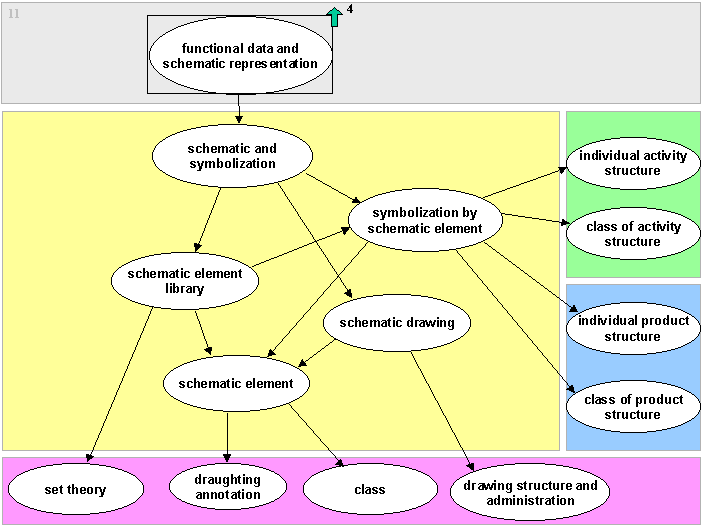 11
4
functional data and
schematic representation
schematic and
symbolization
individual activity
structure
symbolization by
schematic element
class of activity
structure
schematic element
library
schematic drawing
individual product
structure
schematic element
class of product
structure
set theory
draughting
annotation
class
drawing structure and
administration